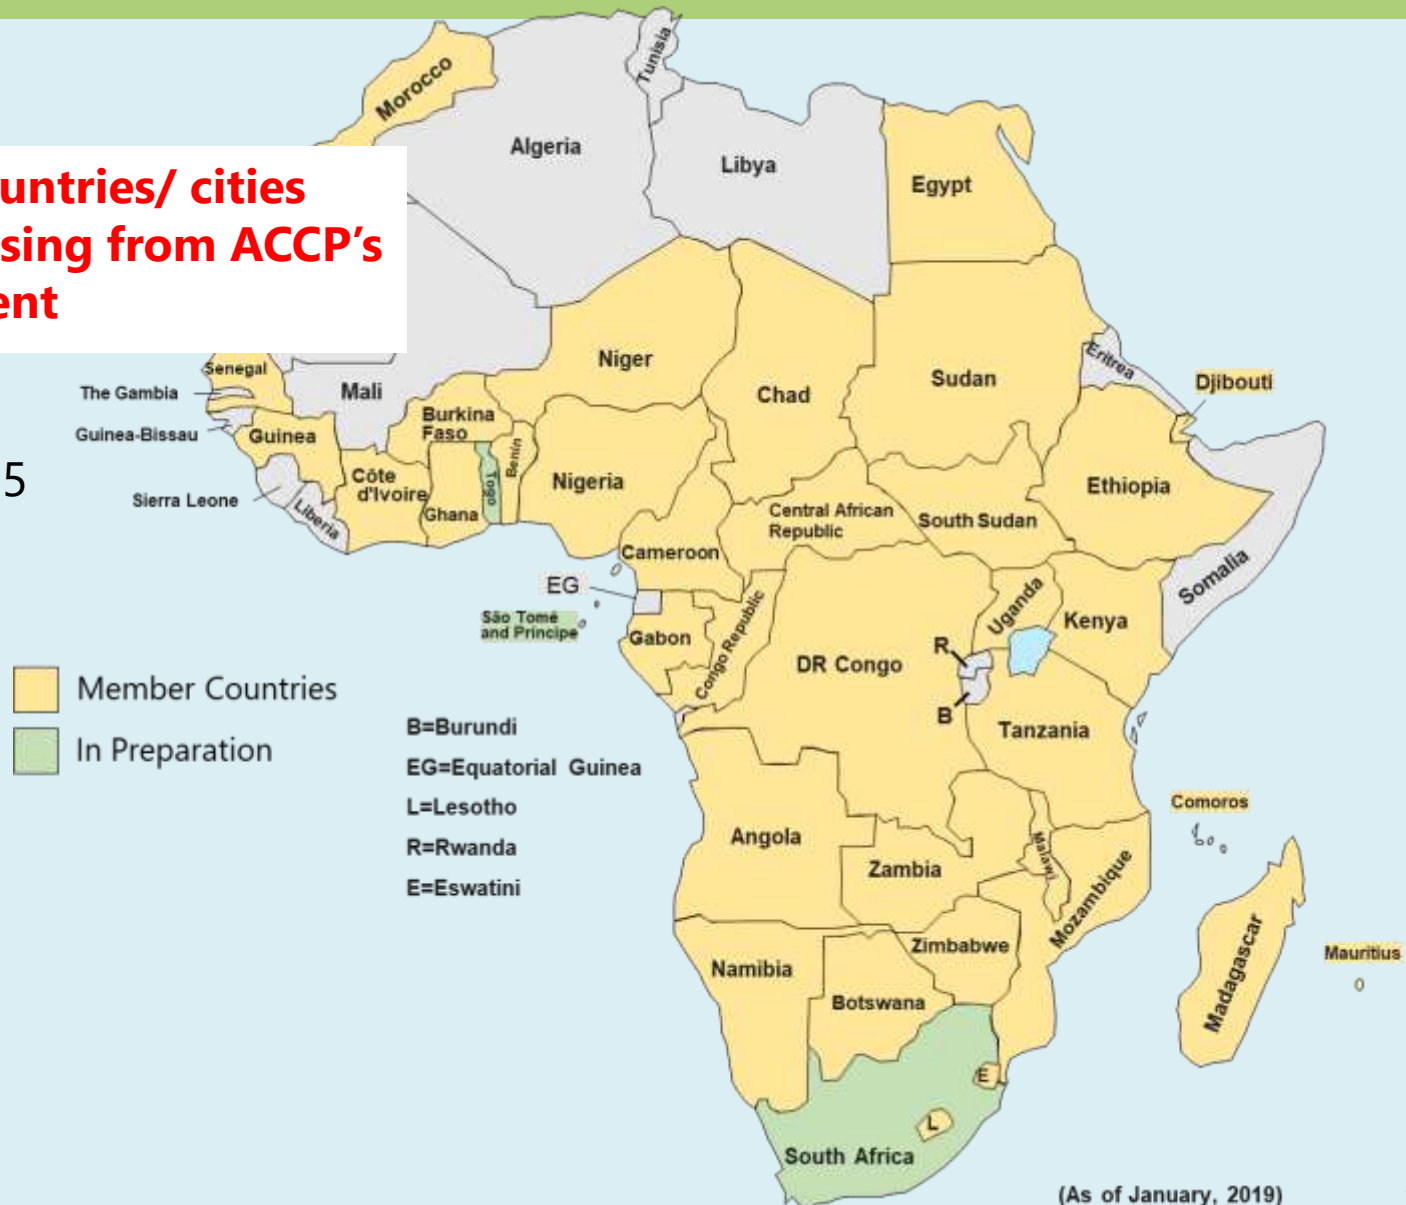 Tunisia
Morocco
Algeria
Libya
Egypt
untries/ cities
sing from ACCP’s
ent
Senegal
The Gambia
Mali
Niger
Chad
Sudan
Eritrea
Djibouti
Guinea-Bissau
Guinea
Burkina
Faso
Benin
Togo
5
Sierra Leone
Liberia
Côte
d'Ivoire
Ghana
Nigeria
Central African
Republic
South Sudan
Ethiopia
Somalia
Cameroon
EG
São Tomé
and Principe
Gabon
Congo Republic
DR Congo
Uganda
Kenya
R
B
Tanzania
Member Countries
In Preparation
B=Burundi
EG=Equatorial Guinea
L=Lesotho
R=Rwanda
E=Eswatini
Comoros
Angola
Zambia
Malawi
Mozambique
Zimbabwe
Namibia
Botswana
Madagascar
Mauritius
E
L
South Africa
(As of January, 2019)